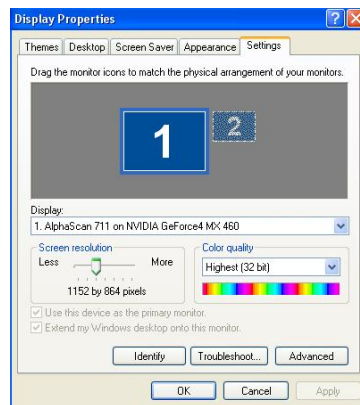 Display Properties
Themes Desktop Screen Saver Appearance Settings
Drag the monitor icons to match the physical arrangement of your monitors.
1 2
Display:
1. AlphaScan 711 on NVIDIA GeForce4 MX 460
Screen resolution Color quality
Less More Highest (32 bit)
1152 by 864 pixels
Use this device as the primary monitor.
Extend my Windows desktop onto this monitor.
Identify Troubleshoot... Advanced
OK Cancel Apply